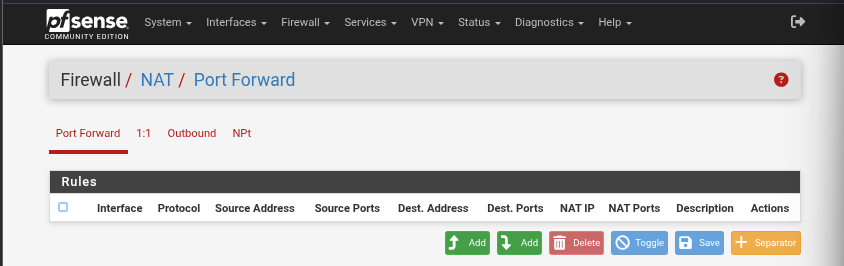 pfsense
COMMUNITY EDITION
System Interfaces Firewall Services VPN Status Diagnostics Help
Firewall / NAT / Port Forward
?
Port Forward 1:1 Outbound NPt
Rules
Interface Protocol Source Address Source Ports Dest. Address Dest. Ports NAT IP NAT Ports Description Actions
Add Add Delete Toggle Save Separator